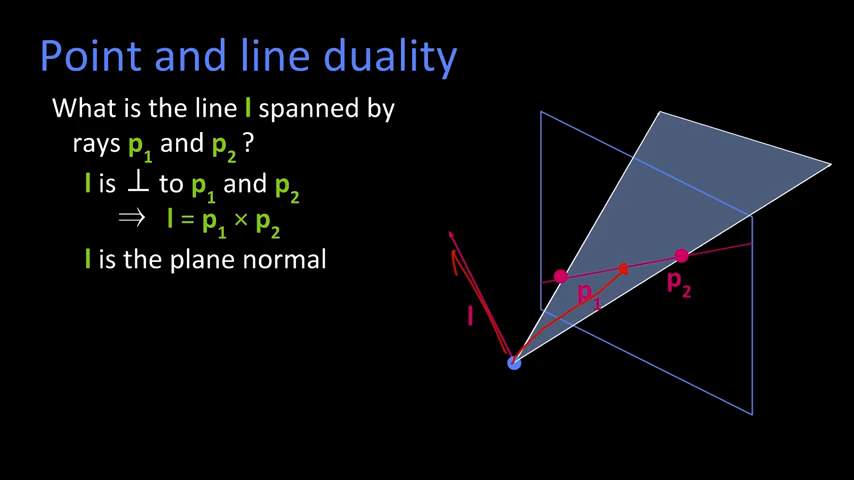 Point and line duality
What is the line l spanned by
rays p₁ and p₂ ?
l is ⊥ to p₁ and p₂
⇒ l = p₁ × p₂
l is the plane normal
p₁
p₂
l